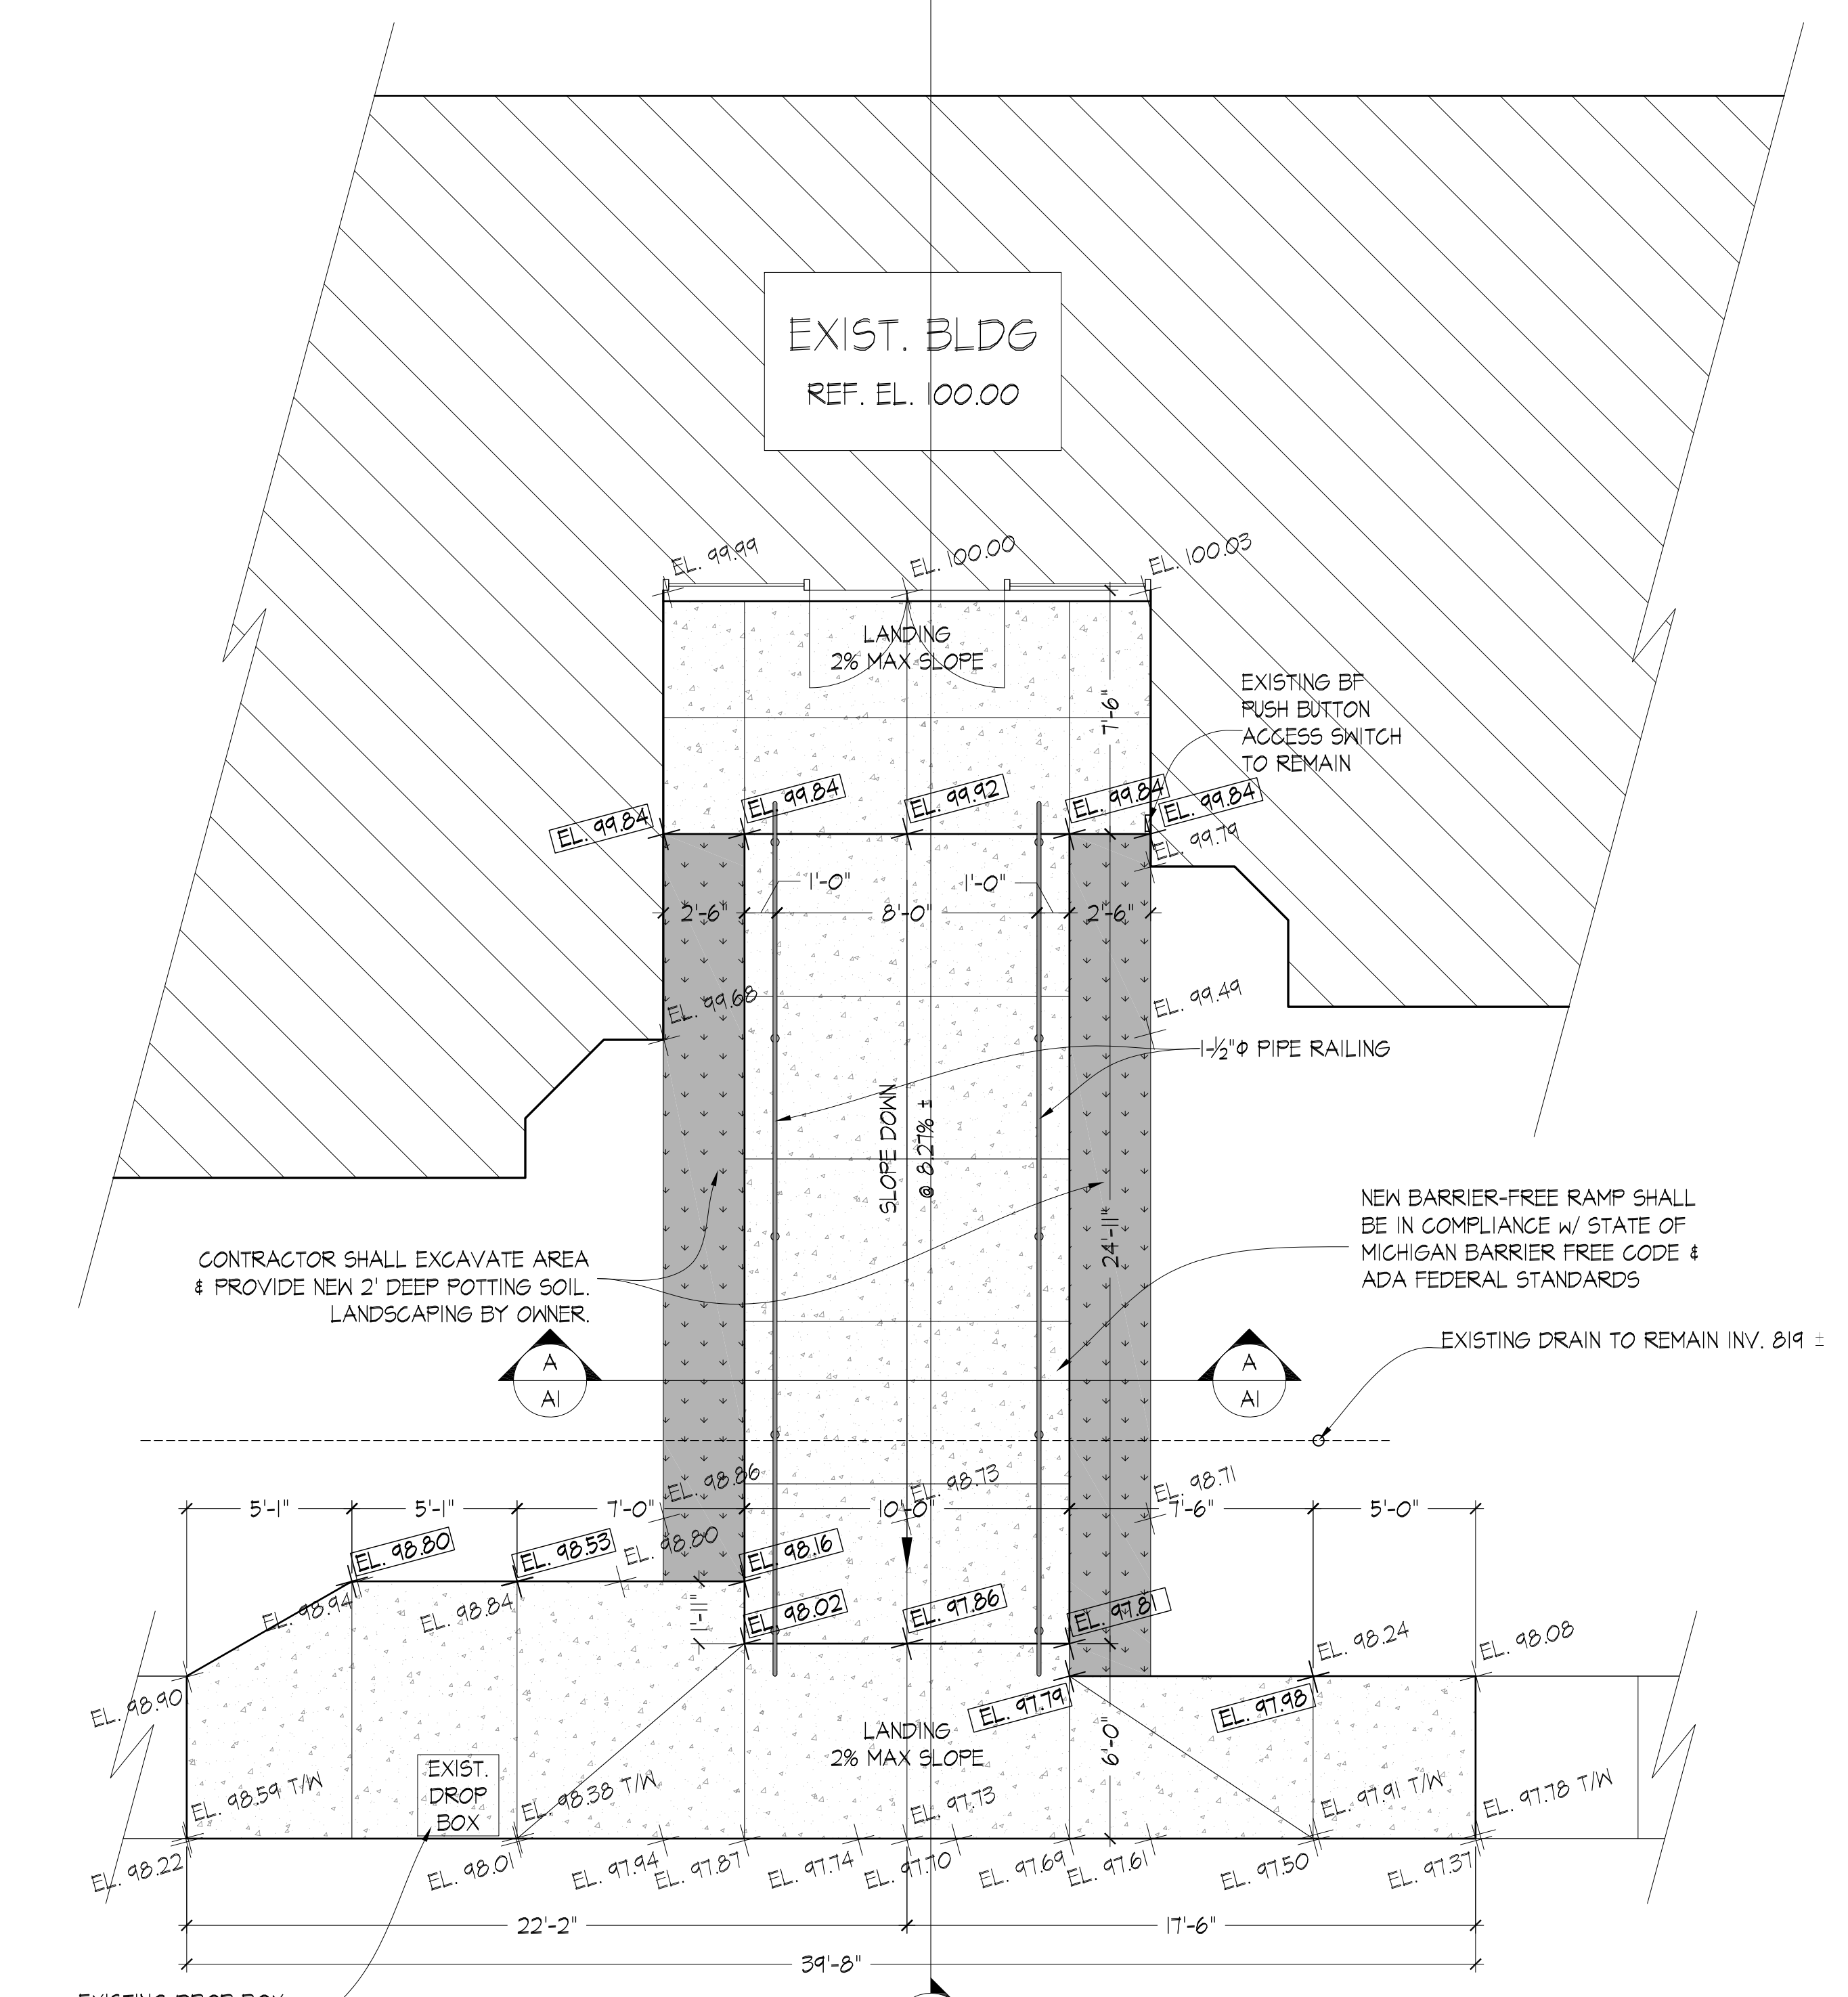 EXIST. BLDG
REF. EL. 100.00
EL. 99.99
EL. 100.00
EL. 100.03
LANDING
2% MAX SLOPE
7'-6"
EXISTING BF
PUSH BUTTON
ACCESS SWITCH
TO REMAIN
EL. 99.84
EL. 99.84
EL. 99.92
EL. 99.84
EL. 99.84
EL. 99.79
1'-0"
1'-0"
2'-6"
8'-0"
2'-6"
EL. 99.68
EL. 99.49
1-1/2"Φ PIPE RAILING
SLOPE DOWN
@ 8.27% ±
24'-11"
NEW BARRIER-FREE RAMP SHALL
BE IN COMPLIANCE w/ STATE OF
MICHIGAN BARRIER FREE CODE &
ADA FEDERAL STANDARDS
CONTRACTOR SHALL EXCAVATE AREA
& PROVIDE NEW 2' DEEP POTTING SOIL.
LANDSCAPING BY OWNER.
EXISTING DRAIN TO REMAIN INV. 819 ±
A
A1
A
A1
EL. 98.86
EL. 98.73
EL. 98.71
5'-1"
5'-1"
7'-0"
10'-0"
7'-6"
5'-0"
EL. 98.80
EL. 98.53
EL. 98.80
EL. 98.16
EL. 98.94
EL. 98.84
1'-11"
EL. 98.02
EL. 97.86
EL. 97.81
EL. 98.24
EL. 98.08
EL. 98.90
EL. 97.79
EL. 97.98
LANDING
2% MAX SLOPE
6'-0"
EXIST.
DROP
BOX
EL. 98.59 T/W
EL. 98.38 T/W
EL. 97.73
EL. 97.91 T/W
EL. 97.78 T/W
EL. 98.22
EL. 98.01
EL. 97.94
EL. 97.87
EL. 97.74
EL. 97.70
EL. 97.69
EL. 97.61
EL. 97.50
EL. 97.37
22'-2"
17'-6"
39'-8"
EXISTING DROP BOX